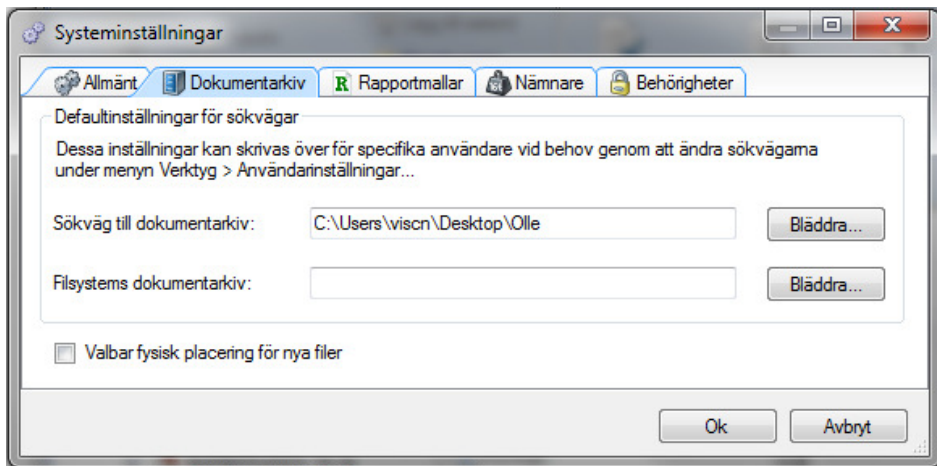 Systeminställningar
Allmänt Dokumentarkiv Rapportmallar Nämnare Behörigheter
Defaultinställningar för sökvägar
Dessa inställningar kan skrivas över för specifika användare vid behov genom att ändra sökvägarna
under menyn Verktyg > Användarinställningar...
Sökväg till dokumentarkiv: C:\Users\viscn\Desktop\Olle Bläddra...
Filsystems dokumentarkiv: Bläddra...
Valbar fysisk placering för nya filer
Ok Avbryt